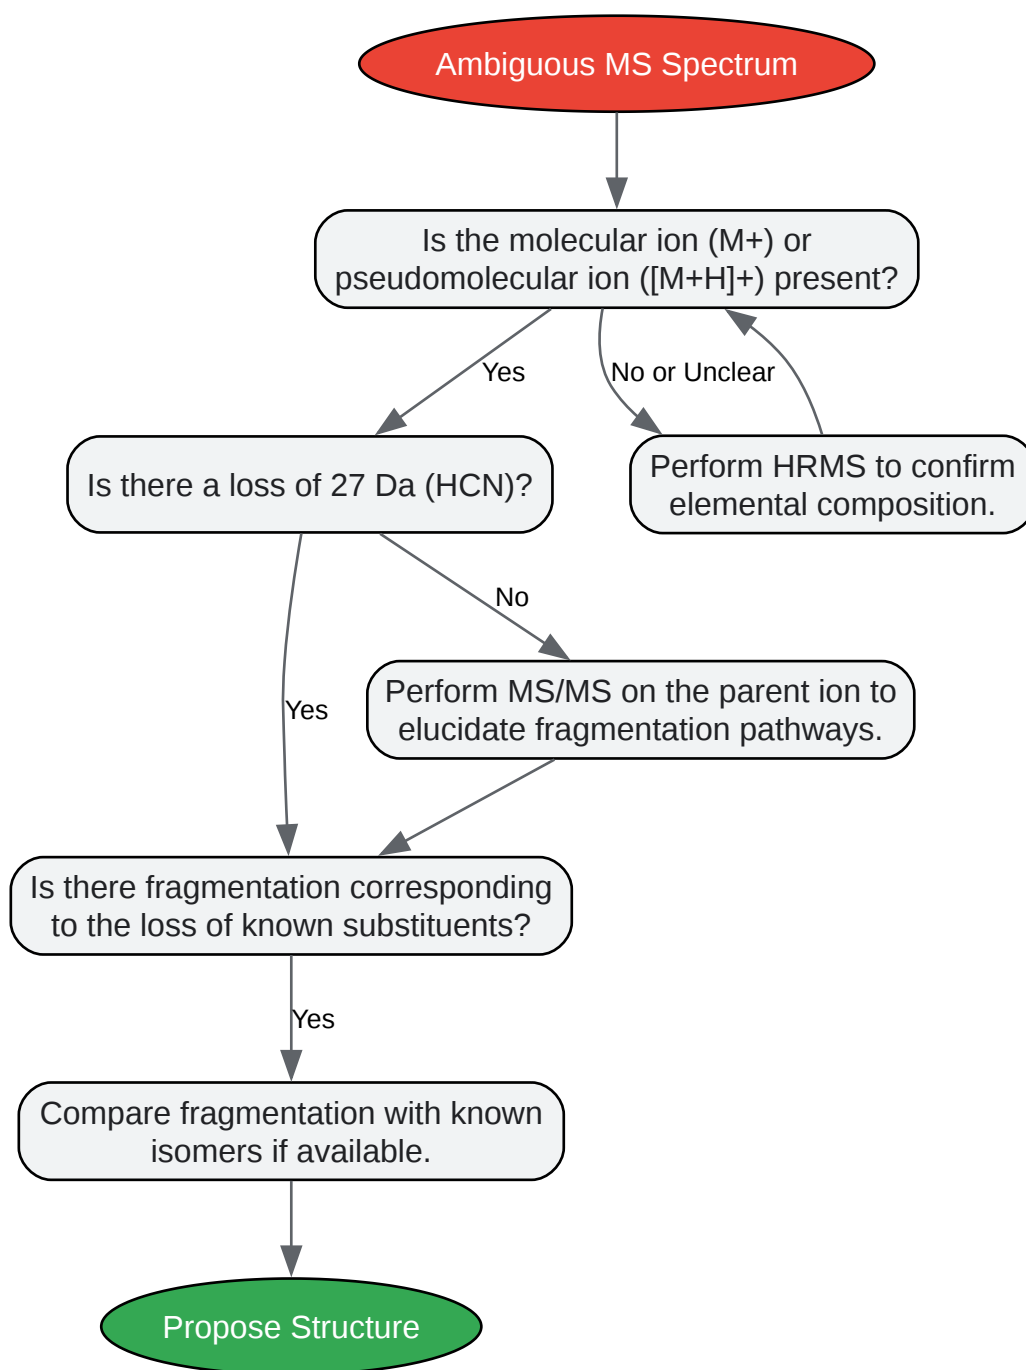 Ambiguous MS Spectrum
Is the molecular ion (M+) or
pseudomolecular ion ([M+H]+) present?
Yes
No or Unclear
Is there a loss of 27 Da (HCN)?
Perform HRMS to confirm
elemental composition.
No
Perform MS/MS on the parent ion to
elucidate fragmentation pathways.
Yes
Is there fragmentation corresponding
to the loss of known substituents?
Yes
Compare fragmentation with known
isomers if available.
Propose Structure